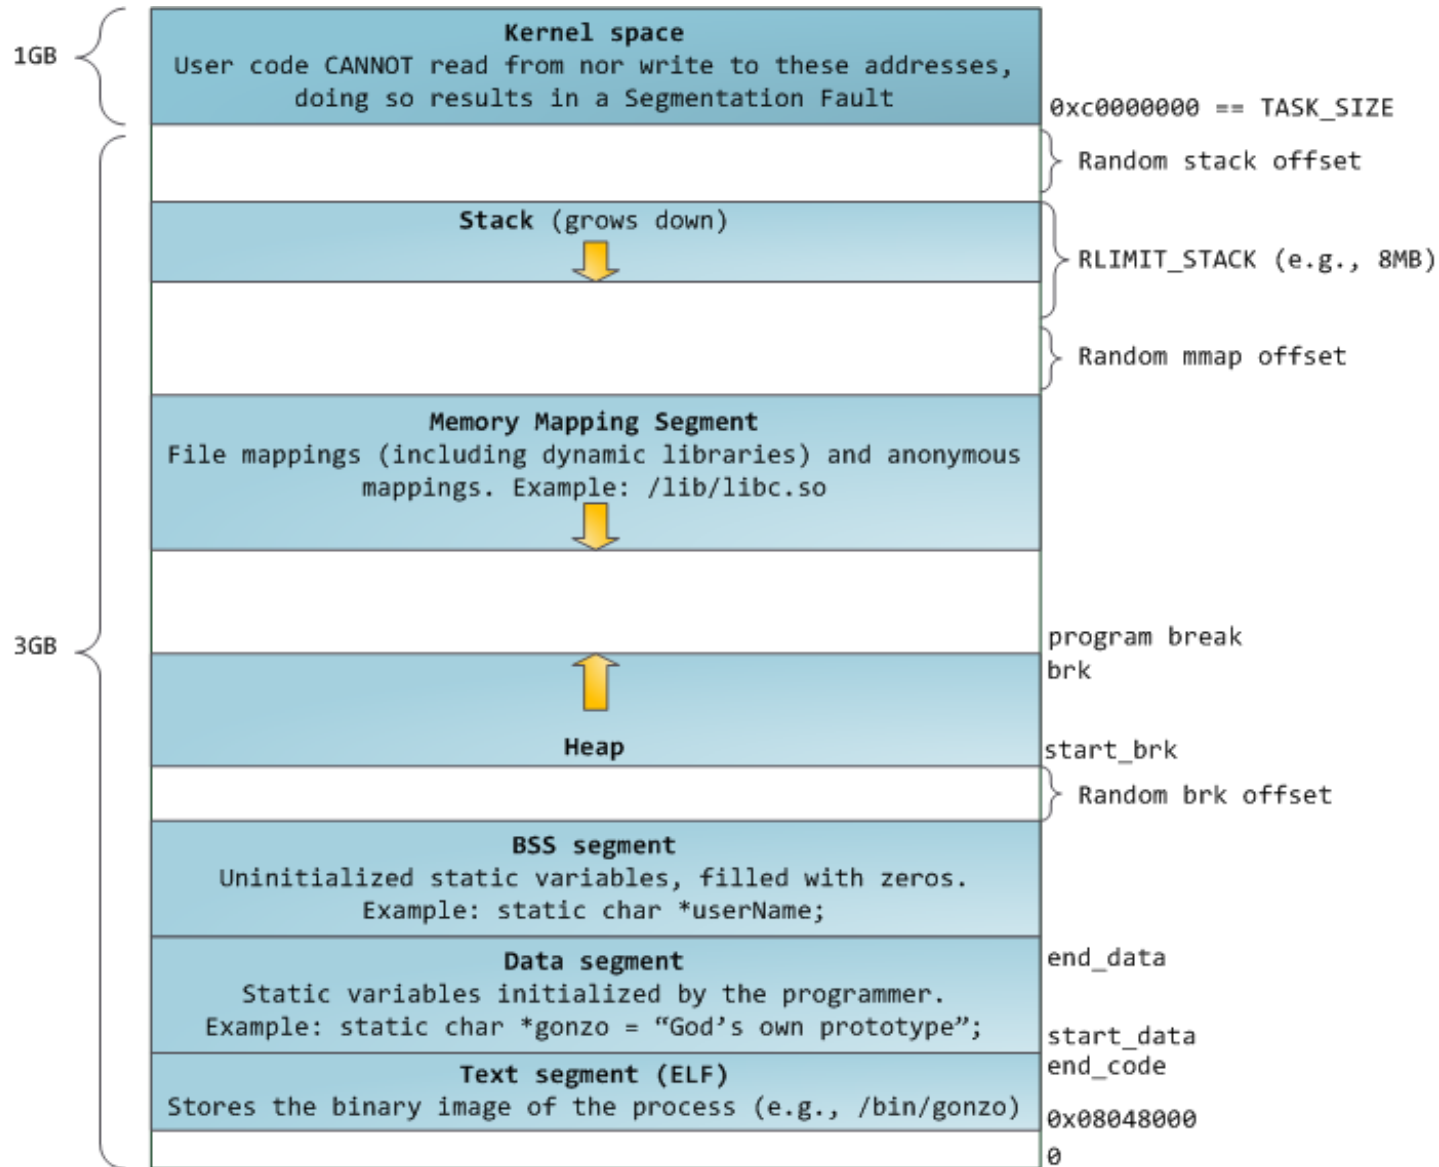 Kernel space
1GB
User code CANNOT read from nor write to these addresses,
doing so results in a Segmentation Fault
0xc0000000 == TASK_SIZE
Random stack offset
Stack (grows down)
RLIMIT_STACK (e.g., 8MB)
Random mmap offset
Memory Mapping Segment
File mappings (including dynamic libraries) and anonymous
mappings. Example: /lib/libc.so
3GB
program break
brk
Heap
start_brk
Random brk offset
BSS segment
Uninitialized static variables, filled with zeros.
Example: static char *userName;
Data segment
end_data
Static variables initialized by the programmer.
Example: static char *gonzo = “God’s own prototype”;
start_data
end_code
Text segment (ELF)
Stores the binary image of the process (e.g., /bin/gonzo)
0x08048000
0